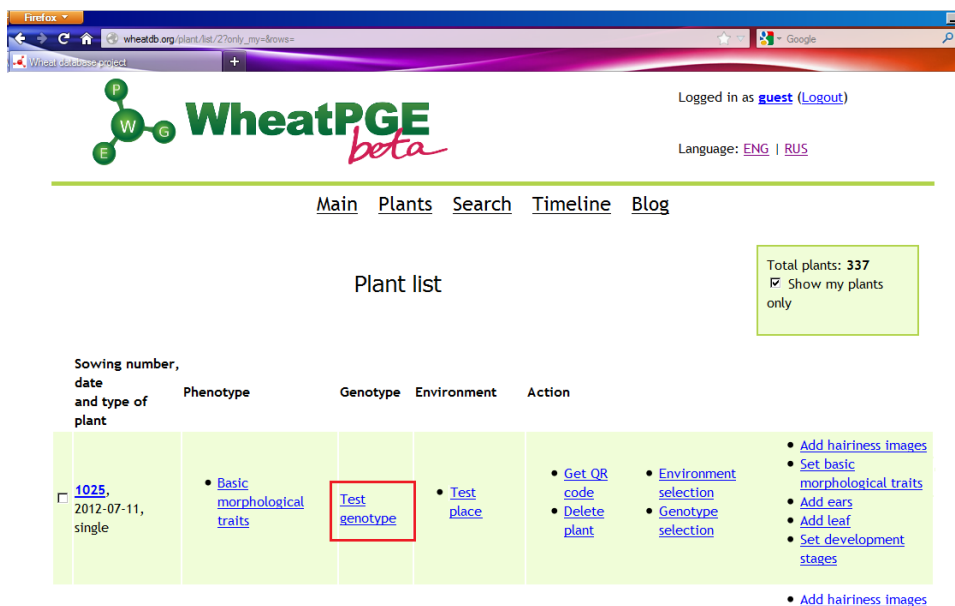 Firefox
wheatdb.org/plant/list/2?only_my=&rows=
Google
Wheat database project
+
P
W
G
E
WheatPGE
beta
Logged in as guest (Logout)
Language: ENG | RUS
Main Plants Search Timeline Blog
Plant list
Total plants: 337
Show my plants
only
Sowing number,
date
and type of
plant
Phenotype
Genotype
Environment
Action
1025,
2012-07-11,
single
Basic
morphological
traits
Test
genotype
Test
place
Get QR
code
Delete
plant
Environment
selection
Genotype
selection
Add hairiness images
Set basic
morphological traits
Add ears
Add leaf
Set development
stages
Add hairiness images